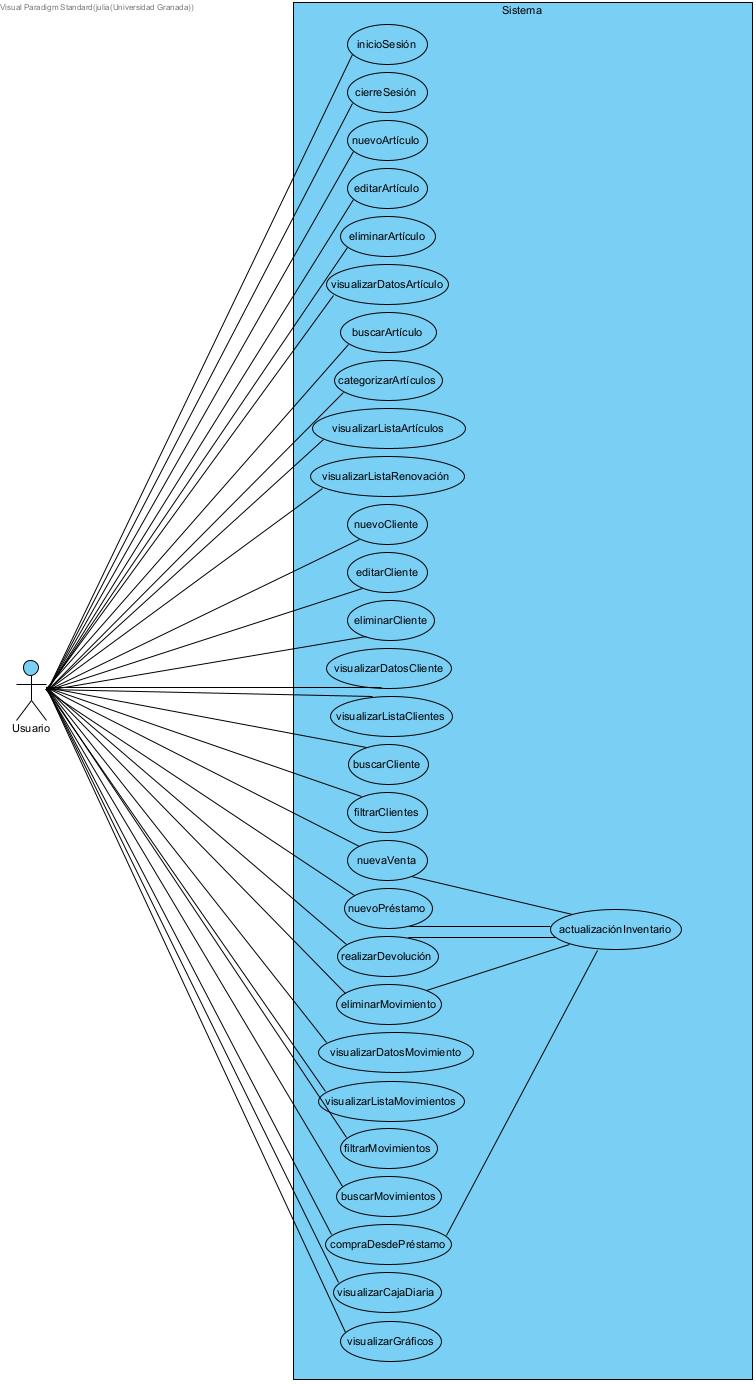 Visual Paradigm Standard(julia(Universidad Granada))
Sistema
inicioSesión
cierreSesión
nuevoArtículo
editarArtículo
eliminarArtículo
visualizarDatosArtículo
buscarArtículo
categorizarArtículos
visualizarListaArtículos
visualizarListaRenovación
nuevoCliente
editarCliente
eliminarCliente
visualizarDatosCliente
visualizarListaClientes
Usuario
buscarCliente
filtrarClientes
nuevaVenta
nuevoPréstamo
actualizaciónInventario
realizarDevolución
eliminarMovimiento
visualizarDatosMovimiento
visualizarListaMovimientos
filtrarMovimientos
buscarMovimientos
compraDesdePréstamo
visualizarCajaDiaria
visualizarGráficos